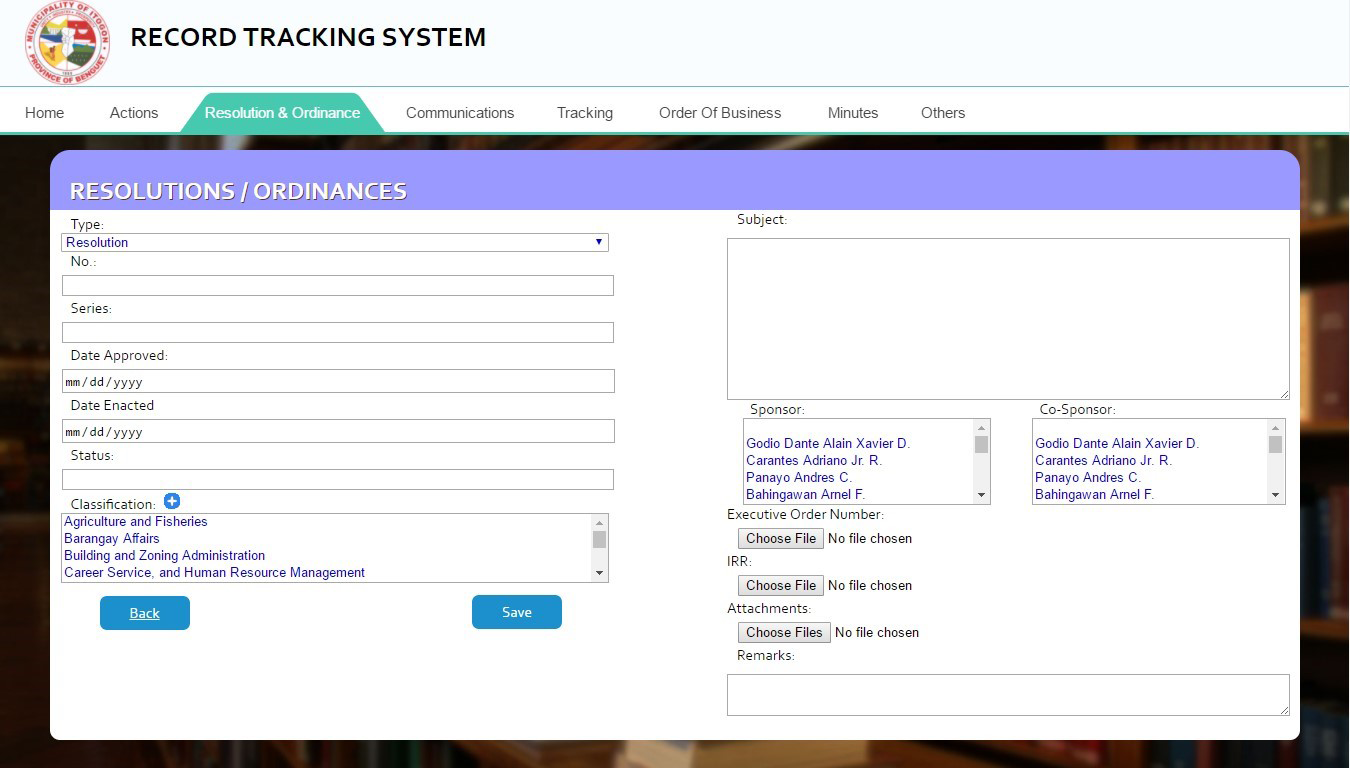 MUNICIPALITY OF ITOGON
PROVINCE OF BENGUET
RECORD TRACKING SYSTEM
Home Actions Resolution & Ordinance Communications Tracking Order Of Business Minutes Others
RESOLUTIONS / ORDINANCES
Type:
Resolution
No.:
Series:
Date Approved:
mm/dd/yyyy
Date Enacted
mm/dd/yyyy
Status:
Classification:
Agriculture and Fisheries
Barangay Affairs
Building and Zoning Administration
Career Service, and Human Resource Management
Back
Save
Subject:
Sponsor:
Godio Dante Alain Xavier D.
Carantes Adriano Jr. R.
Panayo Andres C.
Bahingawan Arnel F.
Co-Sponsor:
Godio Dante Alain Xavier D.
Carantes Adriano Jr. R.
Panayo Andres C.
Bahingawan Arnel F.
Executive Order Number:
Choose File No file chosen
IRR:
Choose File No file chosen
Attachments:
Choose Files No file chosen
Remarks: